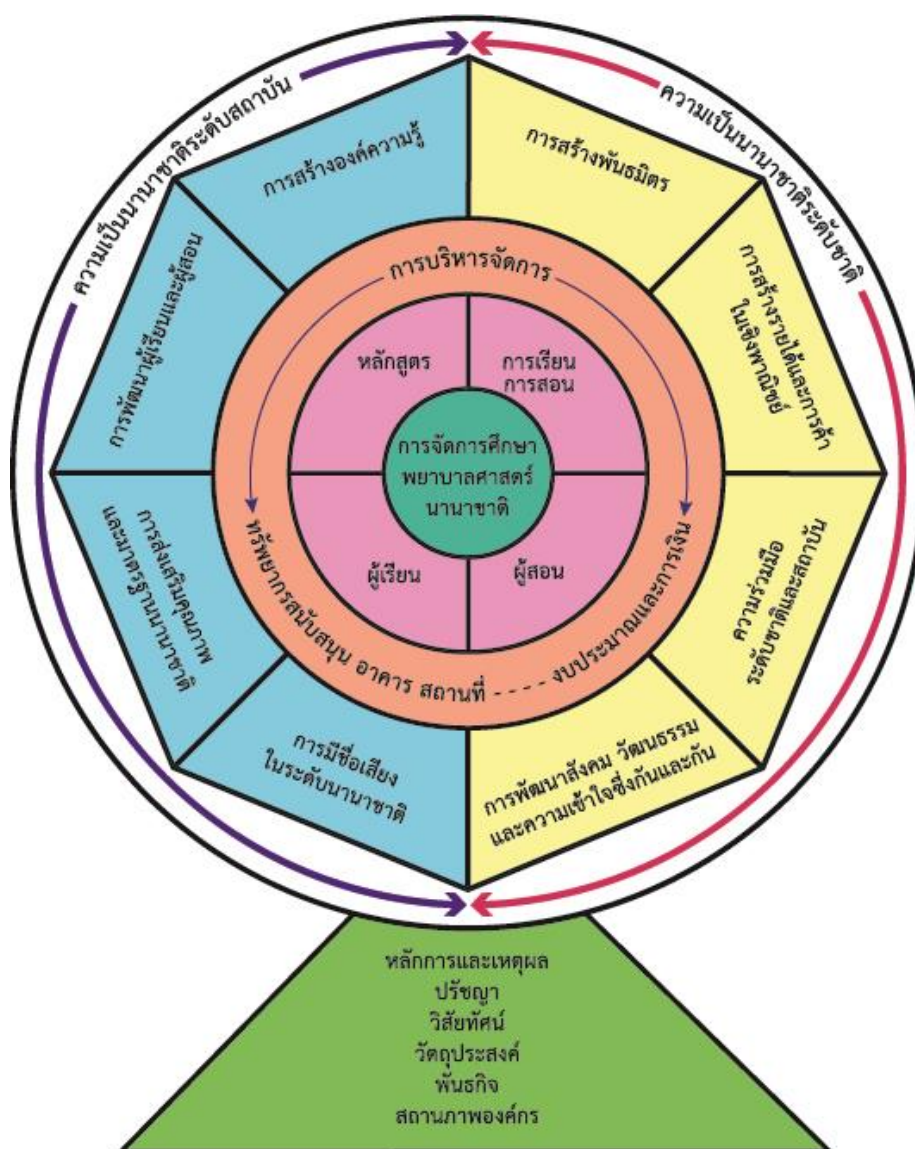 ความเป็นนานาชาติระดับสถาบัน
ความเป็นนานาชาติระดับชาติ
การสร้างองค์ความรู้
การสร้างพันธมิตร
การพัฒนาผู้เรียนและผู้สอน
การสร้างรายได้และการค้า
ในเชิงพาณิชย์
การบริหารจัดการ
หลักสูตร
การเรียน
การสอน
การจัดการศึกษา
พยาบาลศาสตร์
นานาชาติ
ผู้เรียน
ผู้สอน
ทรัพยากรสนับสนุน อาคาร สถานที่ - - - - งบประมาณและการเงิน
การส่งเสริมคุณภาพ
และมาตรฐานนานาชาติ
ความร่วมมือ
ระดับชาติและสถาบัน
การมีชื่อเสียง
ในระดับนานาชาติ
การพัฒนาสังคม วัฒนธรรม
และความเข้าใจซึ่งกันและกัน
หลักการและเหตุผล
ปรัชญา
วิสัยทัศน์
วัตถุประสงค์
พันธกิจ
สถานภาพองค์กร